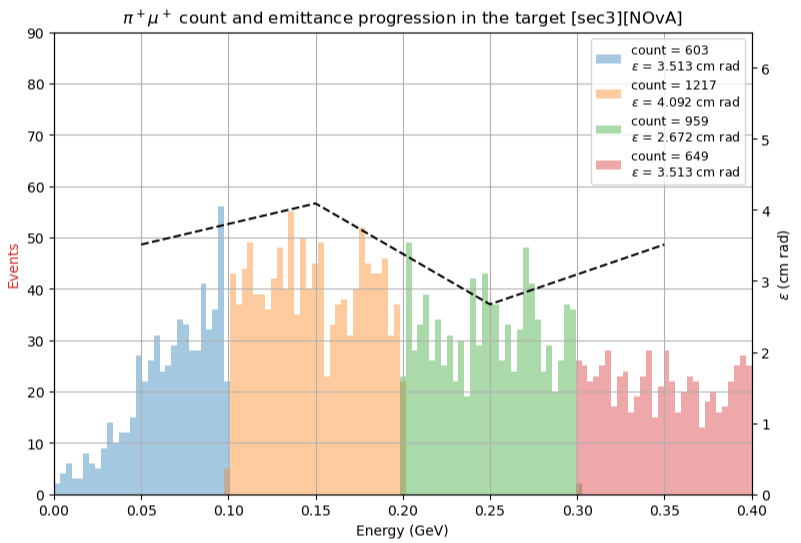 π⁺μ⁺ count and emittance progression in the target [sec3][NOvA]
90
80
70
60
50
40
30
20
10
0
Events
0.00 0.05 0.10 0.15 0.20 0.25 0.30 0.35 0.40
Energy (GeV)
6
5
4
3
2
1
0
ε (cm rad)
count = 603
ε = 3.513 cm rad
count = 1217
ε = 4.092 cm rad
count = 959
ε = 2.672 cm rad
count = 649
ε = 3.513 cm rad